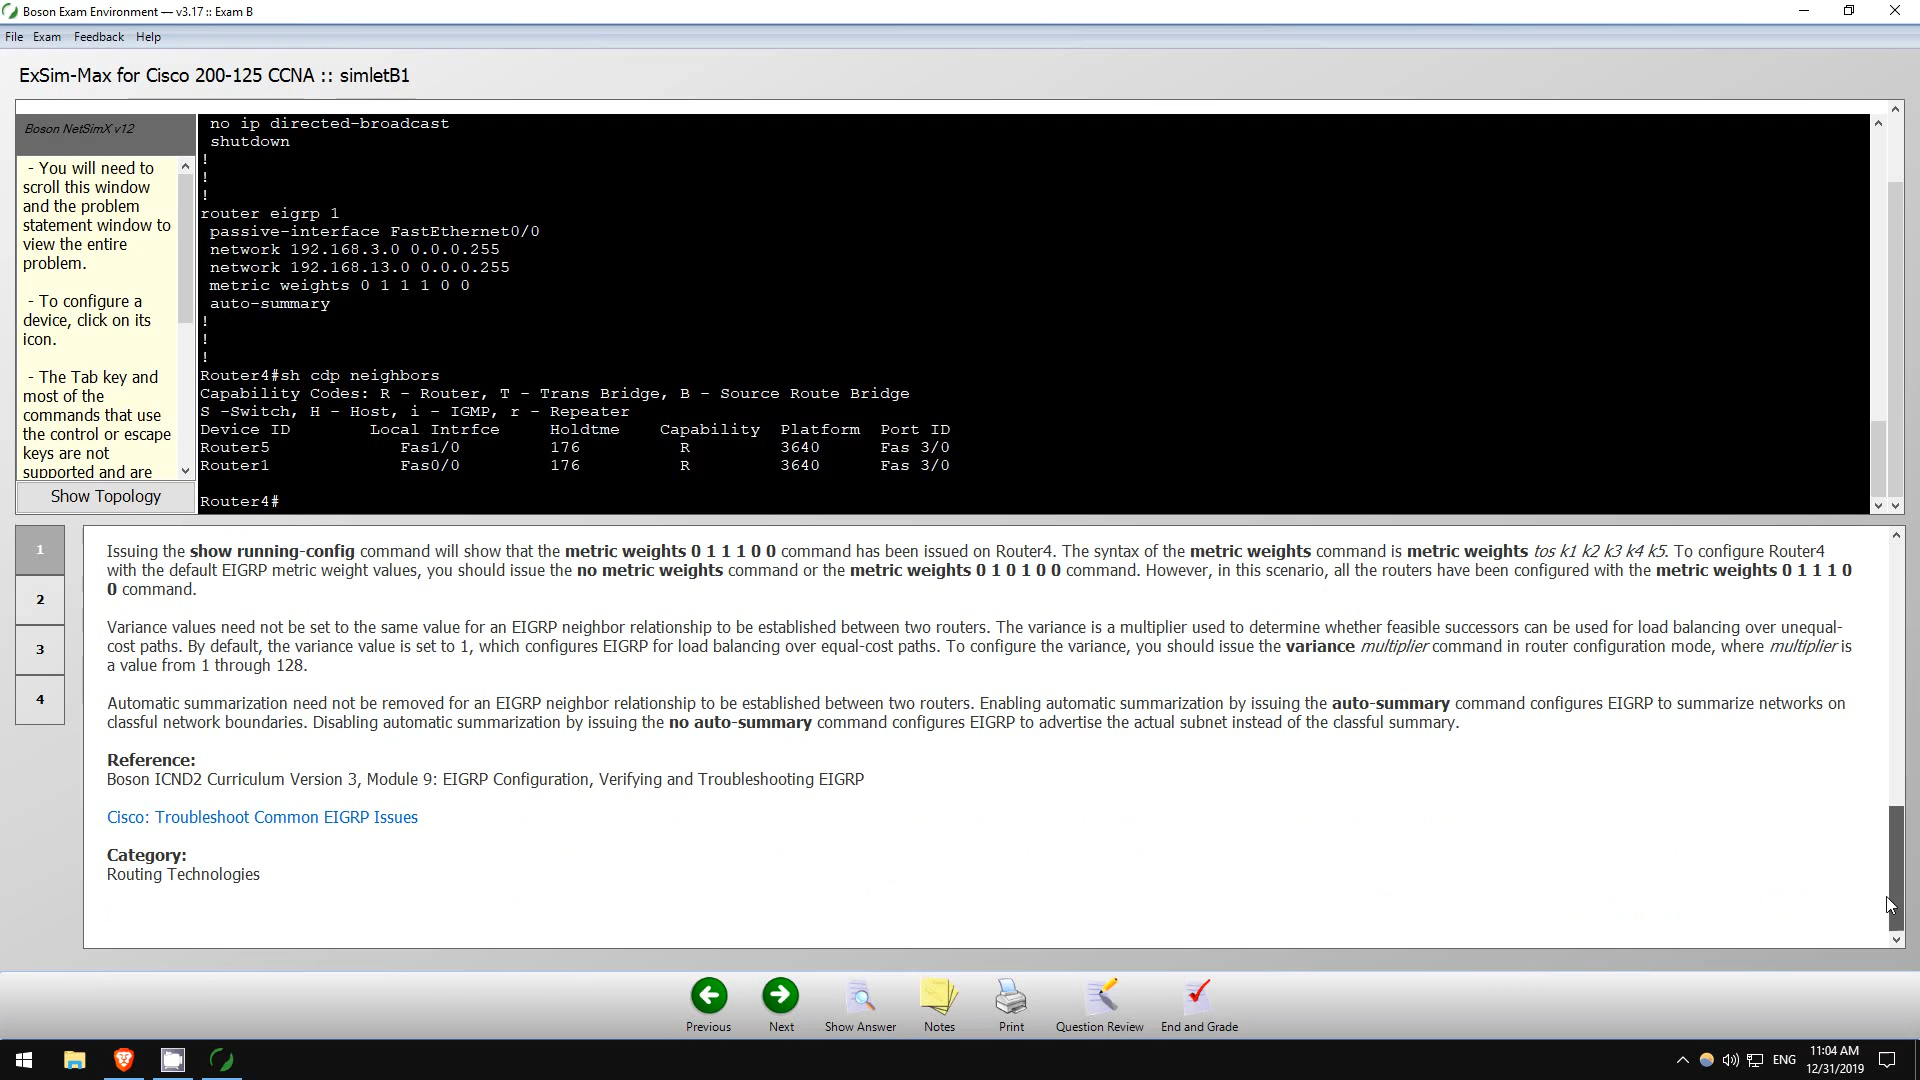 Boson Exam Environment — v3.17 :: Exam B
File Exam Feedback Help
ExSim-Max for Cisco 200-125 CCNA :: simletB1
Boson NetSimX v12
- You will need to
scroll this window
and the problem
statement window to
view the entire
problem.
- To configure a
device, click on its
icon.
- The Tab key and
most of the
commands that use
the control or escape
keys are not
supported and are
Show Topology
no ip directed-broadcast
shutdown
!
!
!
router eigrp 1
passive-interface FastEthernet0/0
network 192.168.3.0 0.0.0.255
network 192.168.13.0 0.0.0.255
metric weights 0 1 1 1 0 0
auto-summary
!
!
!
Router4#sh cdp neighbors
Capability Codes: R - Router, T - Trans Bridge, B - Source Route Bridge
S -Switch, H - Host, i - IGMP, r - Repeater
Device ID Local Intrfce Holdtme Capability Platform Port ID
Router5 Fas1/0 176 R 3640 Fas 3/0
Router1 Fas0/0 176 R 3640 Fas 3/0
Router4#
1
2
3
4
Issuing the show running-config command will show that the metric weights 0 1 1 1 0 0 command has been issued on Router4. The syntax of the metric weights command is metric weights tos k1 k2 k3 k4 k5. To configure Router4
with the default EIGRP metric weight values, you should issue the no metric weights command or the metric weights 0 1 0 1 0 0 command. However, in this scenario, all the routers have been configured with the metric weights 0 1 1 1 0
0 command.
Variance values need not be set to the same value for an EIGRP neighbor relationship to be established between two routers. The variance is a multiplier used to determine whether feasible successors can be used for load balancing over unequal-
cost paths. By default, the variance value is set to 1, which configures EIGRP for load balancing over equal-cost paths. To configure the variance, you should issue the variance multiplier command in router configuration mode, where multiplier is
a value from 1 through 128.
Automatic summarization need not be removed for an EIGRP neighbor relationship to be established between two routers. Enabling automatic summarization by issuing the auto-summary command configures EIGRP to summarize networks on
classful network boundaries. Disabling automatic summarization by issuing the no auto-summary command configures EIGRP to advertise the actual subnet instead of the classful summary.
Reference:
Boson ICND2 Curriculum Version 3, Module 9: EIGRP Configuration, Verifying and Troubleshooting EIGRP
Cisco: Troubleshoot Common EIGRP Issues
Category:
Routing Technologies
Previous Next Show Answer Notes Print Question Review End and Grade
ENG
11:04 AM
12/31/2019